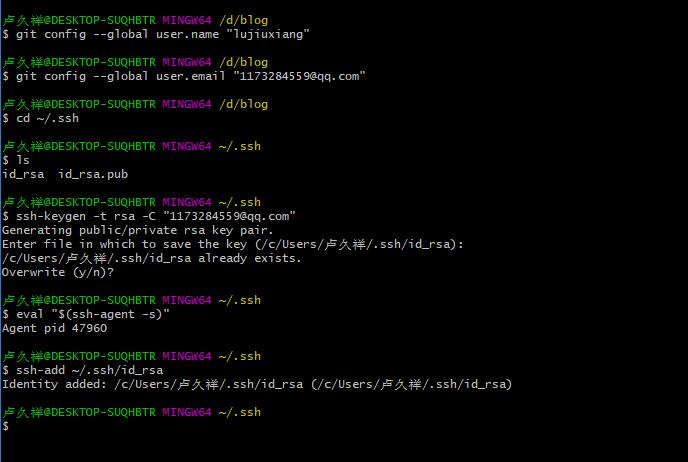 卢久祥@DESKTOP-SUQHBTR MINGW64 /d/blog
$ git config --global user.name "lujiuxiang"
卢久祥@DESKTOP-SUQHBTR MINGW64 /d/blog
$ git config --global user.email "1173284559@qq.com"
卢久祥@DESKTOP-SUQHBTR MINGW64 /d/blog
$ cd ~/.ssh
卢久祥@DESKTOP-SUQHBTR MINGW64 ~/.ssh
$ ls
id_rsa  id_rsa.pub
卢久祥@DESKTOP-SUQHBTR MINGW64 ~/.ssh
$ ssh-keygen -t rsa -C "1173284559@qq.com"
Generating public/private rsa key pair.
Enter file in which to save the key (/c/Users/卢久祥/.ssh/id_rsa):
/c/Users/卢久祥/.ssh/id_rsa already exists.
Overwrite (y/n)?
卢久祥@DESKTOP-SUQHBTR MINGW64 ~/.ssh
$ eval "$(ssh-agent -s)"
Agent pid 47960
卢久祥@DESKTOP-SUQHBTR MINGW64 ~/.ssh
$ ssh-add ~/.ssh/id_rsa
Identity added: /c/Users/卢久祥/.ssh/id_rsa (/c/Users/卢久祥/.ssh/id_rsa)
卢久祥@DESKTOP-SUQHBTR MINGW64 ~/.ssh
$